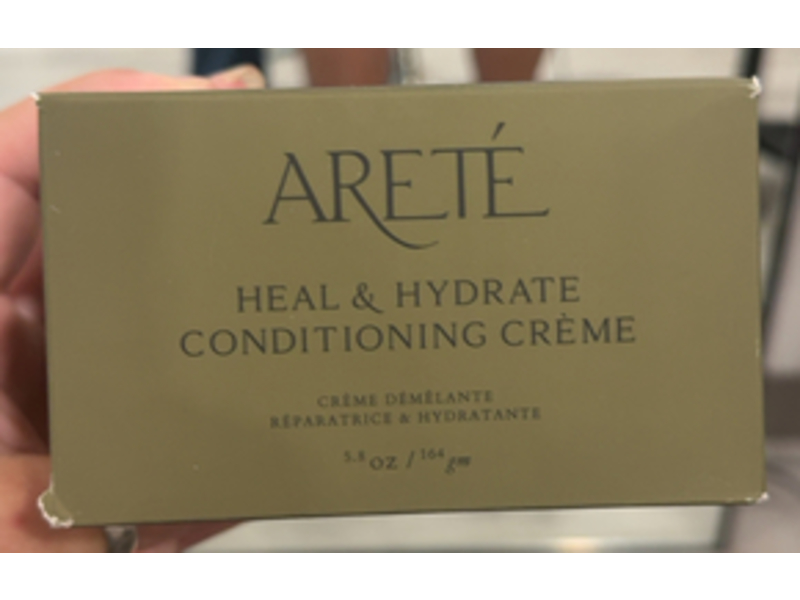 ARETÉ
HEAL & HYDRATE
CONDITIONING CRÈME
CRÈME DÉMÊLANTE
RÉPARATRICE & HYDRATANTE
5.8 OZ / 164 gm